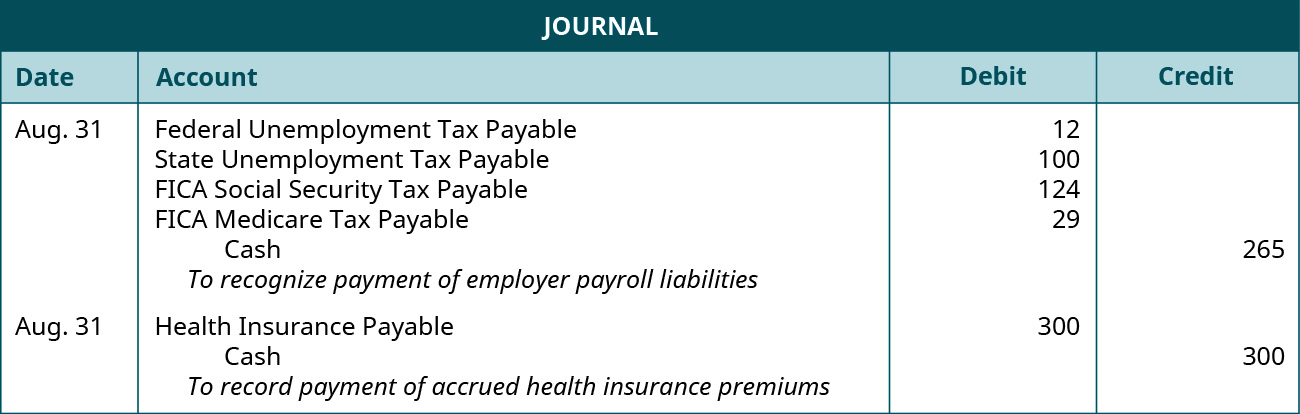 JOURNAL
Date Account Debit Credit
Aug. 31 Federal Unemployment Tax Payable 12
State Unemployment Tax Payable 100
FICA Social Security Tax Payable 124
FICA Medicare Tax Payable 29
Cash 265
To recognize payment of employer payroll liabilities
Aug. 31 Health Insurance Payable 300
Cash 300
To record payment of accrued health insurance premiums